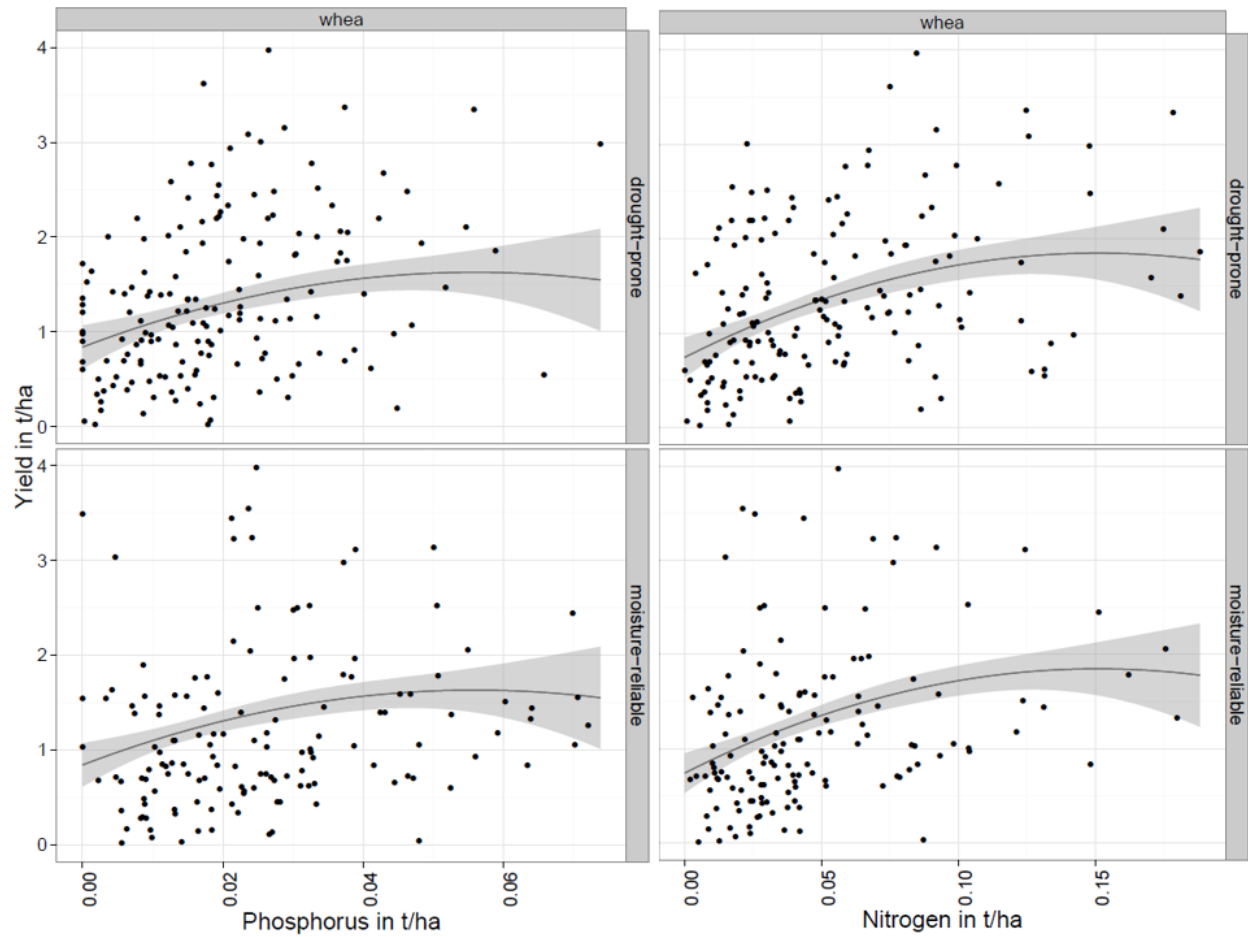 whea
whea
Yield in t/ha
4
3
2
1
0
drought-prone
drought-prone
4
3
2
1
0
moisture-reliable
moisture-reliable
0.00
0.02
0.04
0.06
0.00
0.05
0.10
0.15
Phosphorus in t/ha
Nitrogen in t/ha